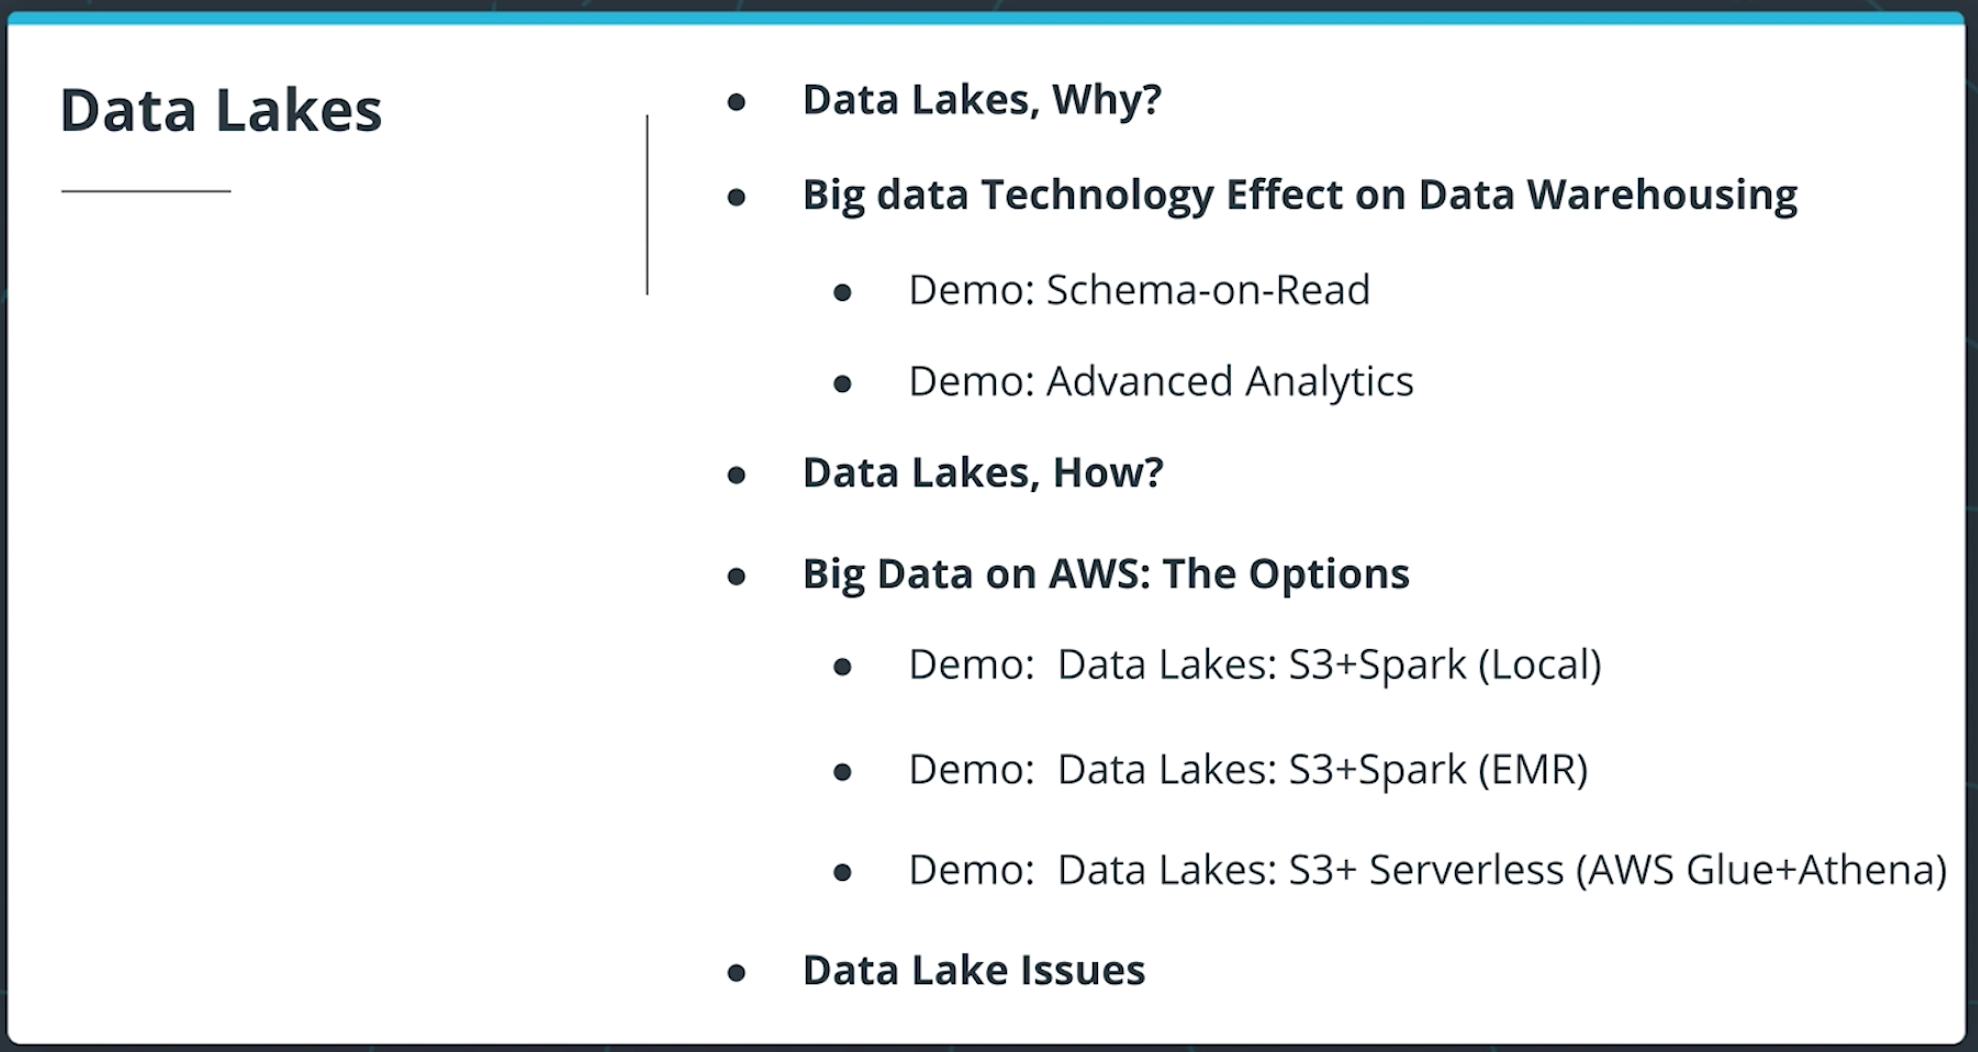 Data Lakes
● Data Lakes, Why?
● Big data Technology Effect on Data Warehousing
● Demo: Schema-on-Read
● Demo: Advanced Analytics
● Data Lakes, How?
● Big Data on AWS: The Options
● Demo:  Data Lakes: S3+Spark (Local)
● Demo:  Data Lakes: S3+Spark (EMR)
● Demo:  Data Lakes: S3+ Serverless (AWS Glue+Athena)
● Data Lake Issues